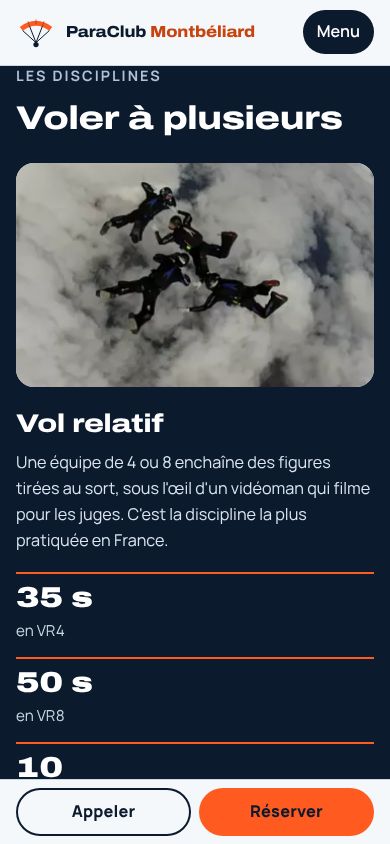 ParaClub Montbéliard
Menu
LES DISCIPLINES
Voler à plusieurs
Vol relatif
Une équipe de 4 ou 8 enchaîne des figures
tirées au sort, sous l'œil d'un vidéoman qui filme
pour les juges. C'est la discipline la plus
pratiquée en France.
35 s
en VR4
50 s
en VR8
10
Appeler
Réserver